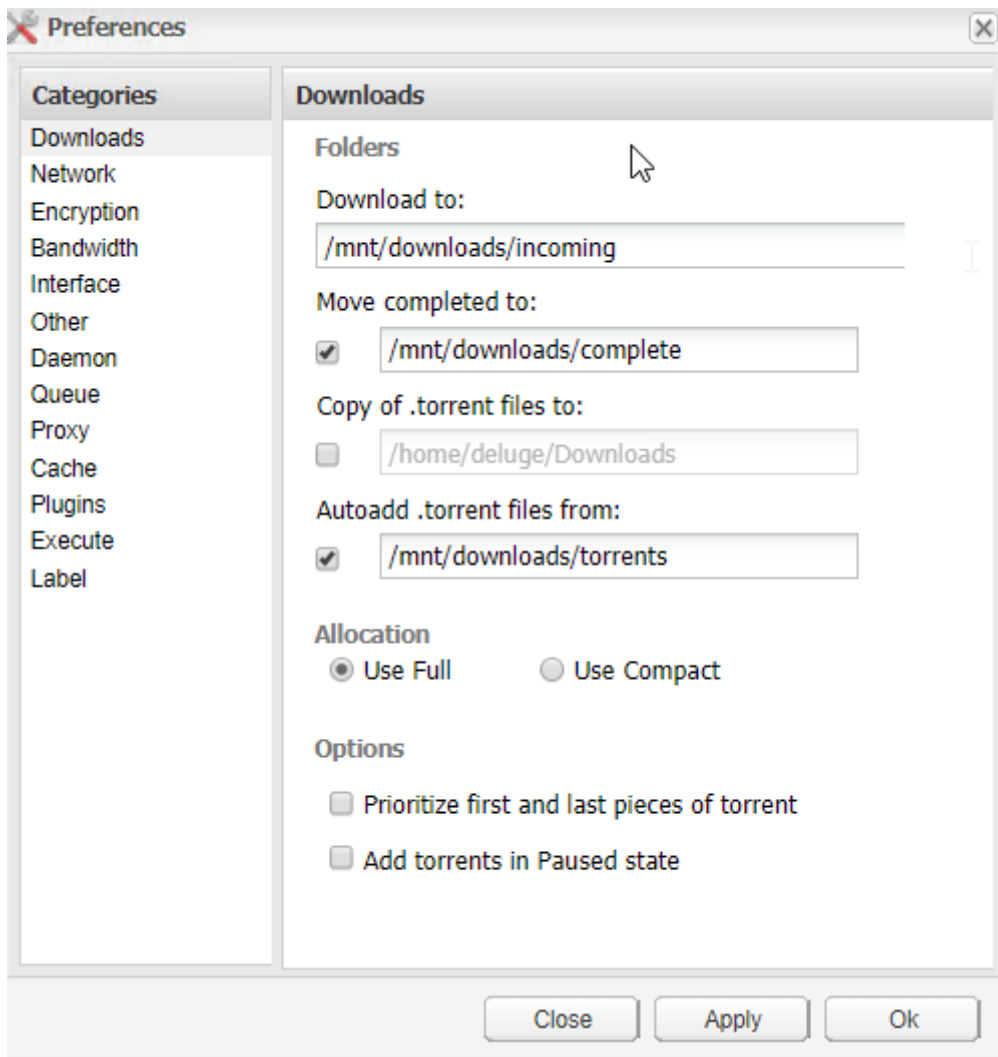 Preferences
Categories
Downloads
Network
Encryption
Bandwidth
Interface
Other
Daemon
Queue
Proxy
Cache
Plugins
Execute
Label
Downloads
Folders
Download to:
/mnt/downloads/incoming
Move completed to:
/mnt/downloads/complete
Copy of .torrent files to:
/home/deluge/Downloads
Autoadd .torrent files from:
/mnt/downloads/torrents
Allocation
Use Full Use Compact
Options
Prioritize first and last pieces of torrent
Add torrents in Paused state
Close Apply Ok